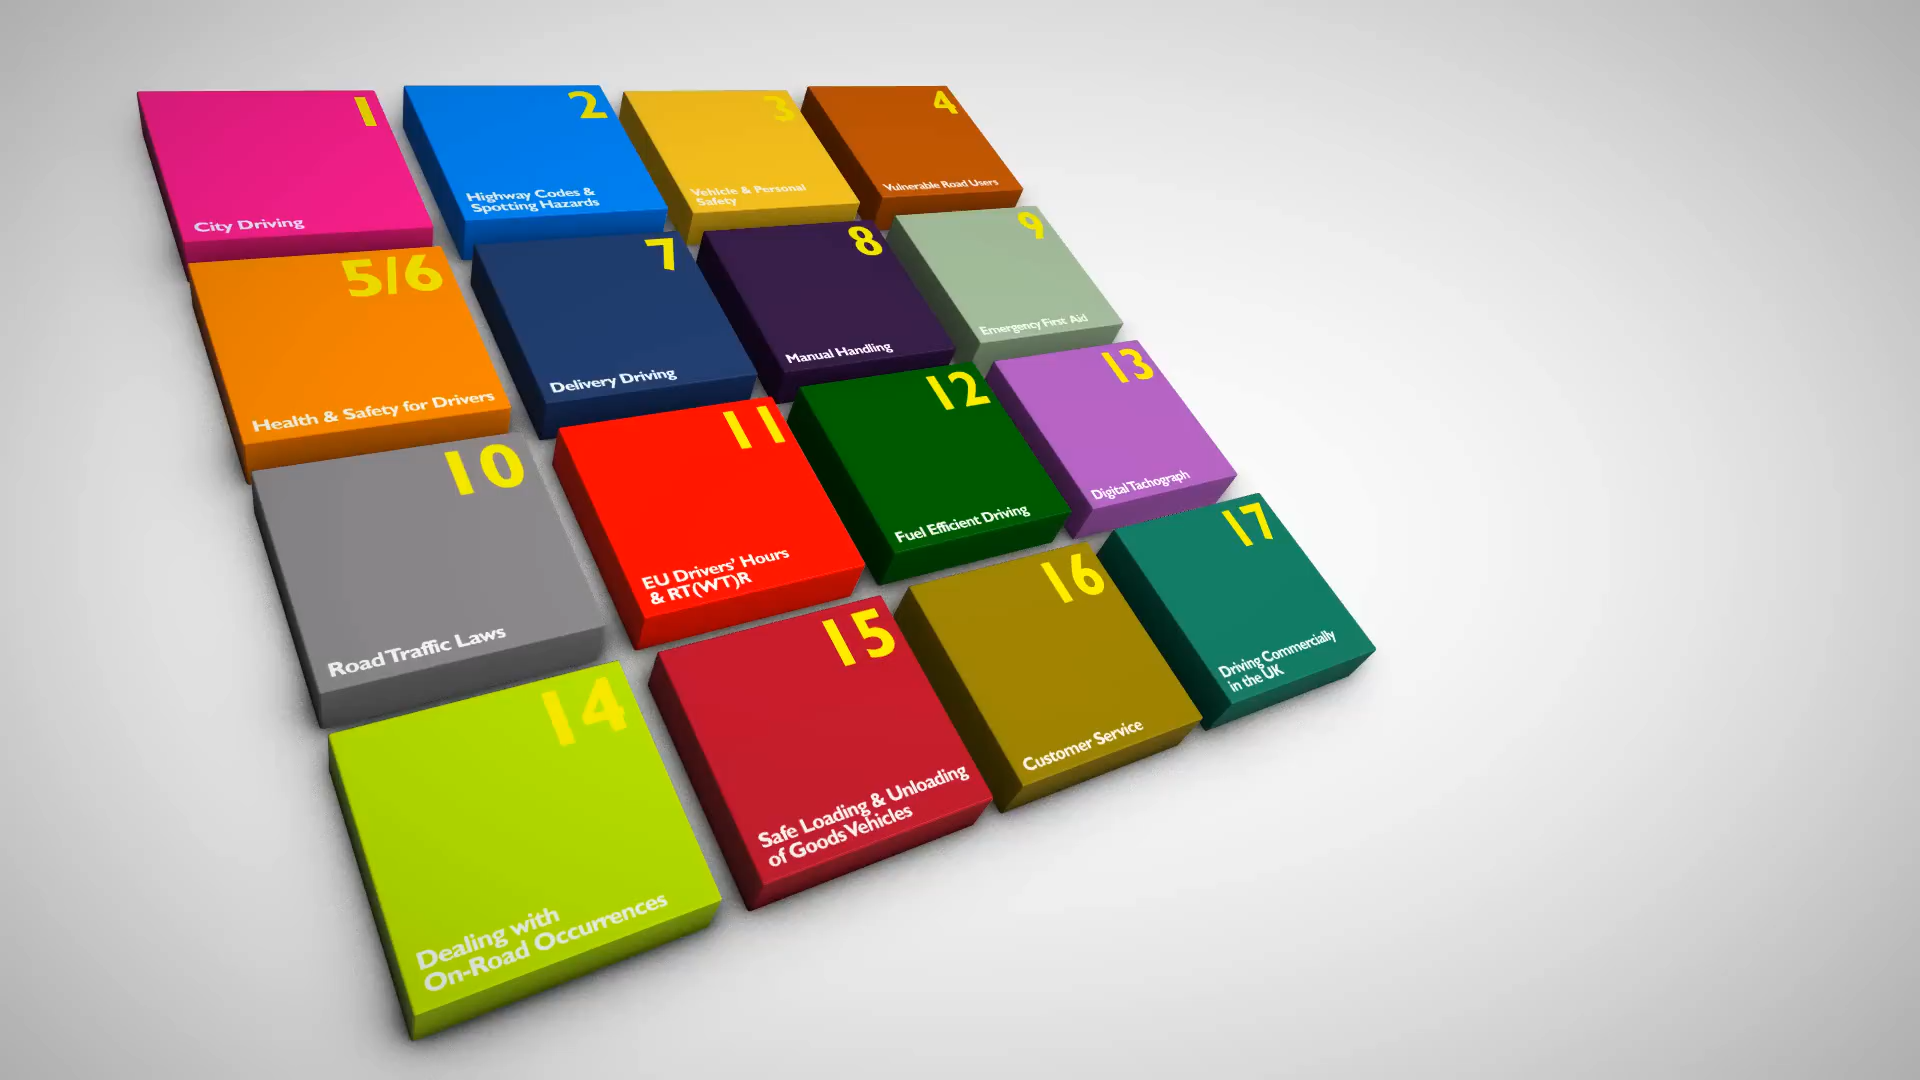 1
City Driving
2
Highway Codes &
Spotting Hazards
3
Vehicle & Personal
Safety
4
Vulnerable Road Users
5/6
Health & Safety for Drivers
7
Delivery Driving
8
Manual Handling
9
Emergency First Aid
10
Road Traffic Laws
11
EU Drivers' Hours
& RT(WT)R
12
Fuel Efficient Driving
13
Digital Tachograph
14
Dealing with
On-Road Occurrences
15
Safe Loading & Unloading
of Goods Vehicles
16
Customer Service
17
Driving Commercially
in the UK